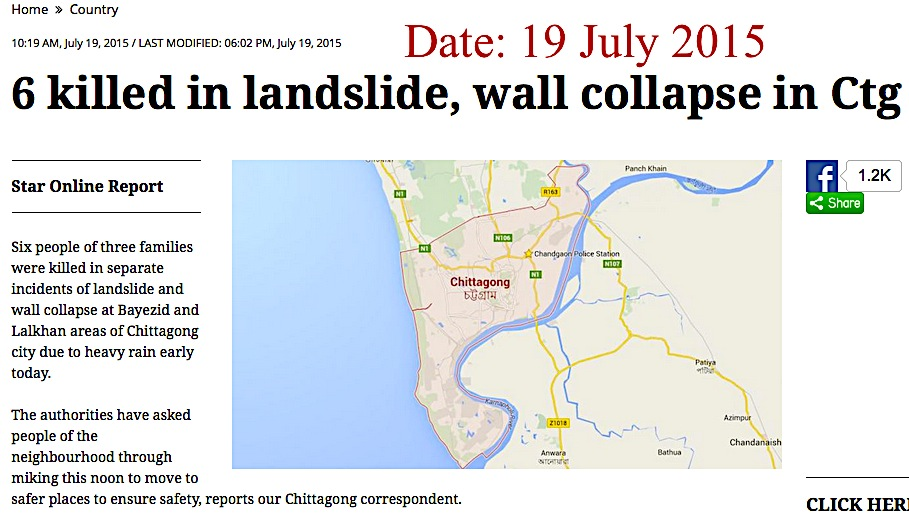 Home » Country
10:19 AM, July 19, 2015 / LAST MODIFIED: 06:02 PM, July 19, 2015
Date: 19 July 2015
6 killed in landslide, wall collapse in Ctg
Star Online Report
Six people of three families
were killed in separate
incidents of landslide and
wall collapse at Bayezid and
Lalkhan areas of Chittagong
city due to heavy rain early
today.
The authorities have asked
people of the
neighbourhood through
miking this noon to move to
safer places to ensure safety, reports our Chittagong correspondent.
Panch Khain
R163
N1
N1
N106
Chandgaon Police Station
N107
N1
Chittagong
চট্টগ্রাম
Patiya
পটিয়া
Karnaphuli River
Azimpur
Z1018
Chandanaish
Anwara
আনোয়ারা
Bathua
f
1.2K
Share
CLICK HER